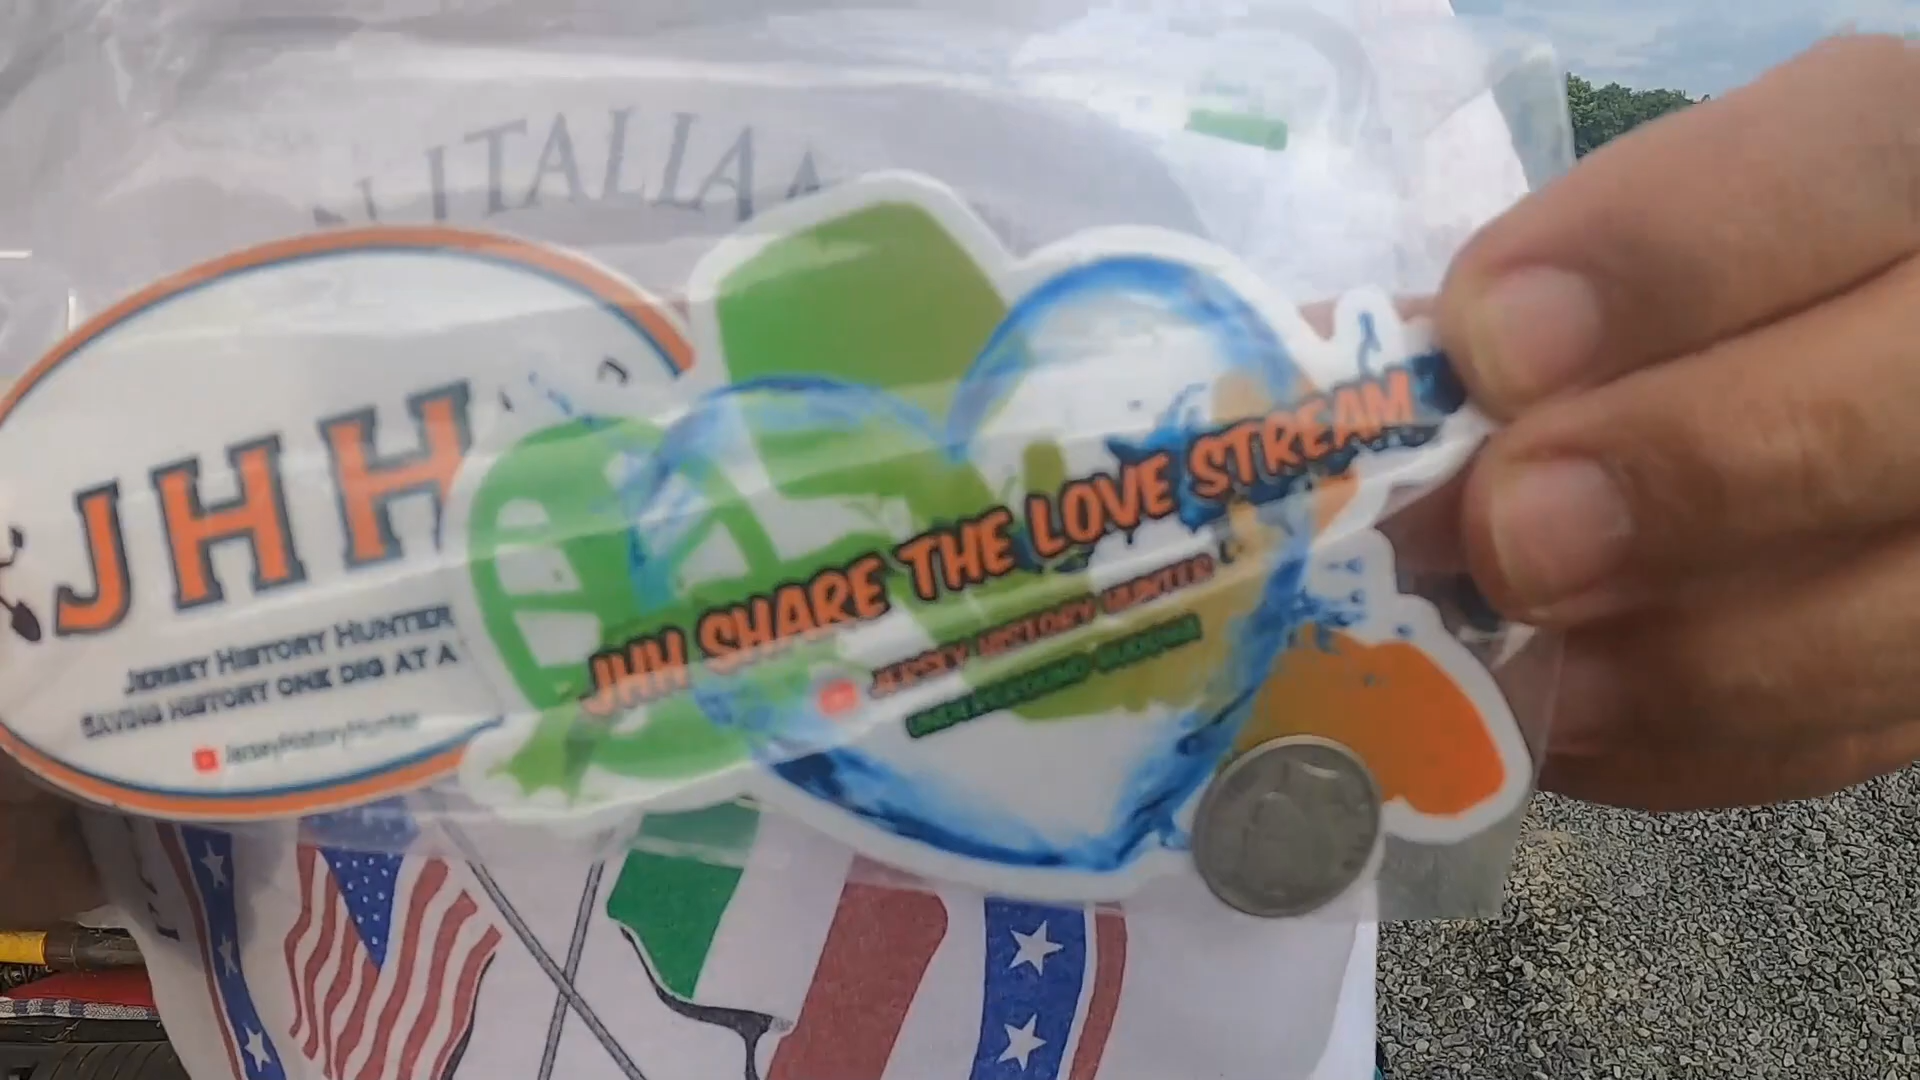 ITALIA
JHH
JERSEY HISTORY HUNTER
SAVING HISTORY ONE DIG AT A
JerseyHistoryHunter
JHH SHARE THE LOVE STREAM
JERSEY HISTORY HUNTER
UNDERGROUND